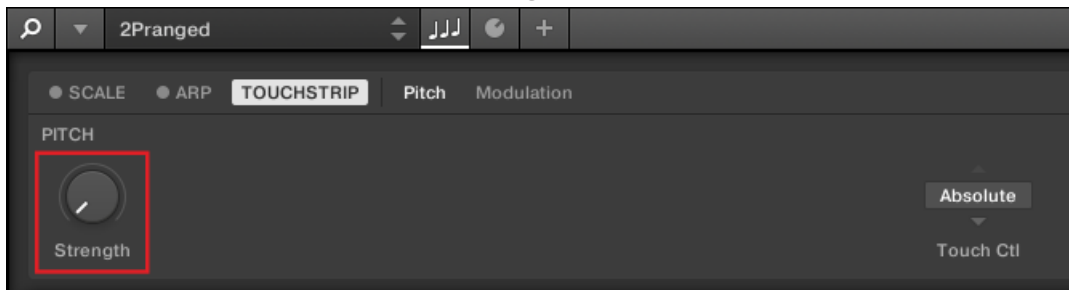 2Pranged
SCALE ARP TOUCHSTRIP Pitch Modulation
PITCH
Absolute
Strength Touch Ctl